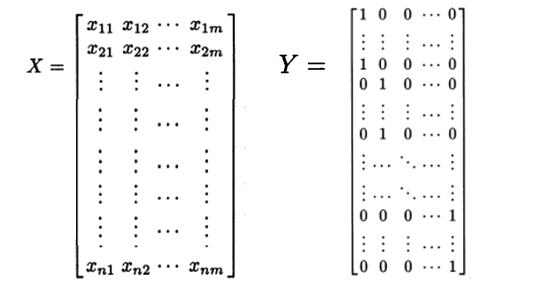 X =
x₁₁ x₁₂ ⋯ x₁ₘ
x₂₁ x₂₂ ⋯ x₂ₘ
⋮ ⋮ ⋯ ⋮
⋮ ⋮ ⋯ ⋮
⋮ ⋮ ⋯ ⋮
⋮ ⋮ ⋯ ⋮
⋮ ⋮ ⋯ ⋮
xₙ₁ xₙ₂ ⋯ xₙₘ
Y =
1 0 0 ⋯ 0
⋮ ⋮ ⋮ ⋯ ⋮
1 0 0 ⋯ 0
0 1 0 ⋯ 0
⋮ ⋮ ⋮ ⋯ ⋮
0 1 0 ⋯ 0
⋮ ⋯ ⋱ ⋯ ⋮
⋮ ⋯ ⋱ ⋯ ⋮
0 0 0 ⋯ 1
⋮ ⋮ ⋮ ⋯ ⋮
0 0 0 ⋯ 1